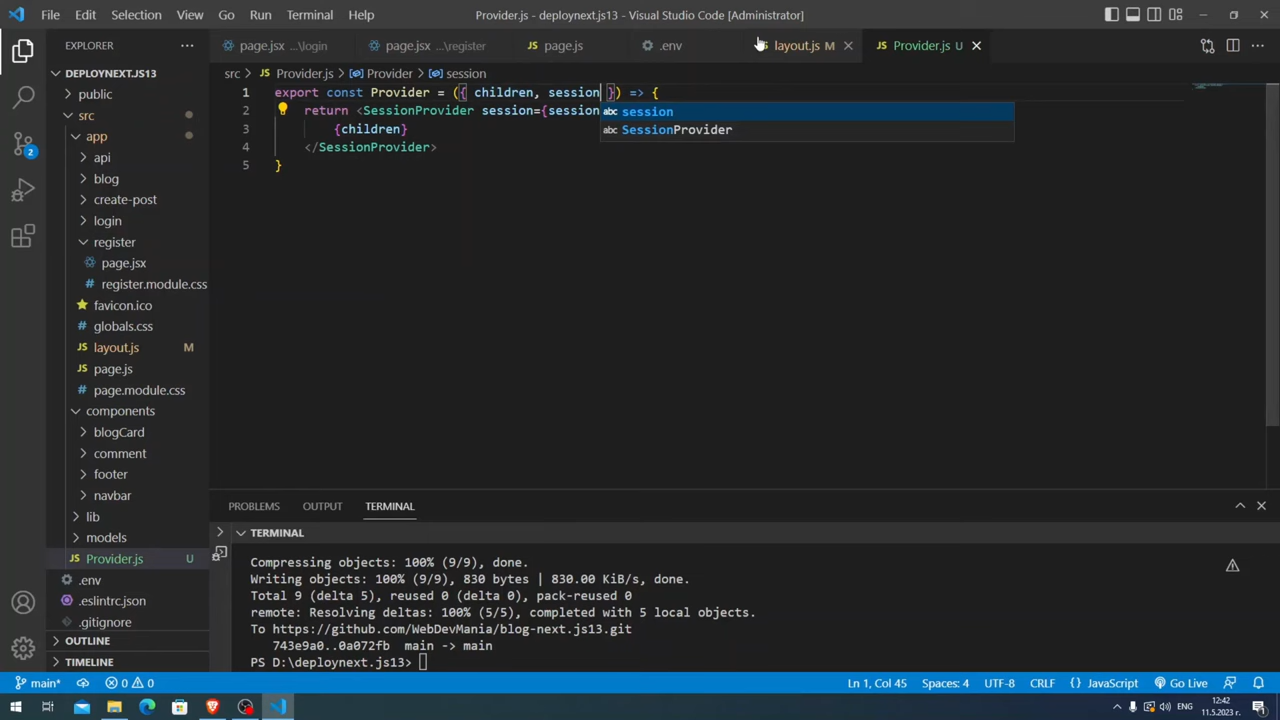 File Edit Selection View Go Run Terminal Help Provider.js - deploynext.js13 - Visual Studio Code [Administrator]
EXPLORER
page.jsx ...\login page.jsx ...\register page.js .env layout.js M Provider.js U
DEPLOYNEXT.JS13
public
src
app
api
blog
create-post
login
register
page.jsx
register.module.css
favicon.ico
globals.css
layout.js M
page.js
page.module.css
components
blogCard
comment
footer
navbar
lib
models
Provider.js U
.env
.eslintrc.json
.gitignore
OUTLINE
TIMELINE
src > JS Provider.js > Provider > session
1 export const Provider = ({ children, session }) => {
2 return <SessionProvider session={session
3 {children}
4 </SessionProvider>
5 }
abc session
abc SessionProvider
PROBLEMS OUTPUT TERMINAL
TERMINAL
Compressing objects: 100% (9/9), done.
Writing objects: 100% (9/9), 830 bytes | 830.00 KiB/s, done.
Total 9 (delta 5), reused 0 (delta 0), pack-reused 0
remote: Resolving deltas: 100% (5/5), completed with 5 local objects.
To https://github.com/WebDevMania/blog-next.js13.git
743e9a0..0a072fb main -> main
PS D:\deploynext.js13>
main* 0 0 Ln 1, Col 45 Spaces: 4 UTF-8 CRLF {} JavaScript Go Live
ENG 12:42
11.5.2023 г.